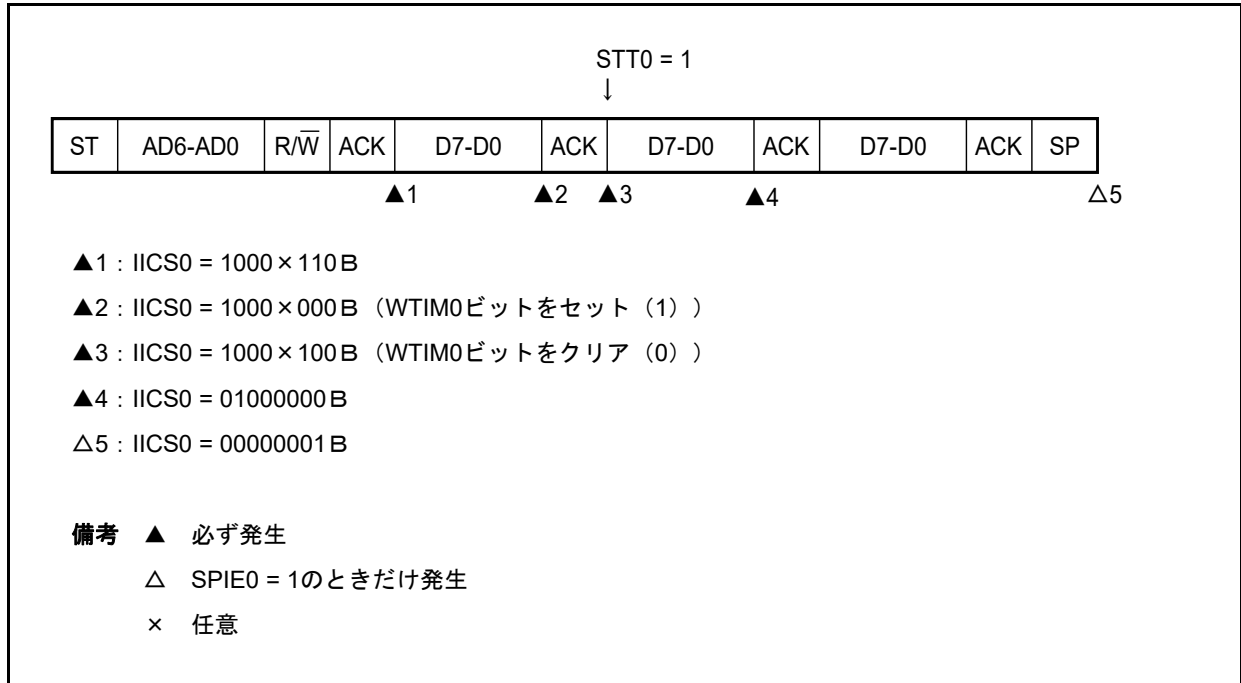 STT0 = 1
↓
ST AD6-AD0 R/W̅ ACK D7-D0 ACK D7-D0 ACK D7-D0 ACK SP
▲1 ▲2 ▲3 ▲4 △5
▲1：IICS0 = 1000×110B
▲2：IICS0 = 1000×000B（WTIM0ビットをセット（1））
▲3：IICS0 = 1000×100B（WTIM0ビットをクリア（0））
▲4：IICS0 = 01000000B
△5：IICS0 = 00000001B
備考 ▲ 必ず発生
△ SPIE0 = 1のときだけ発生
× 任意